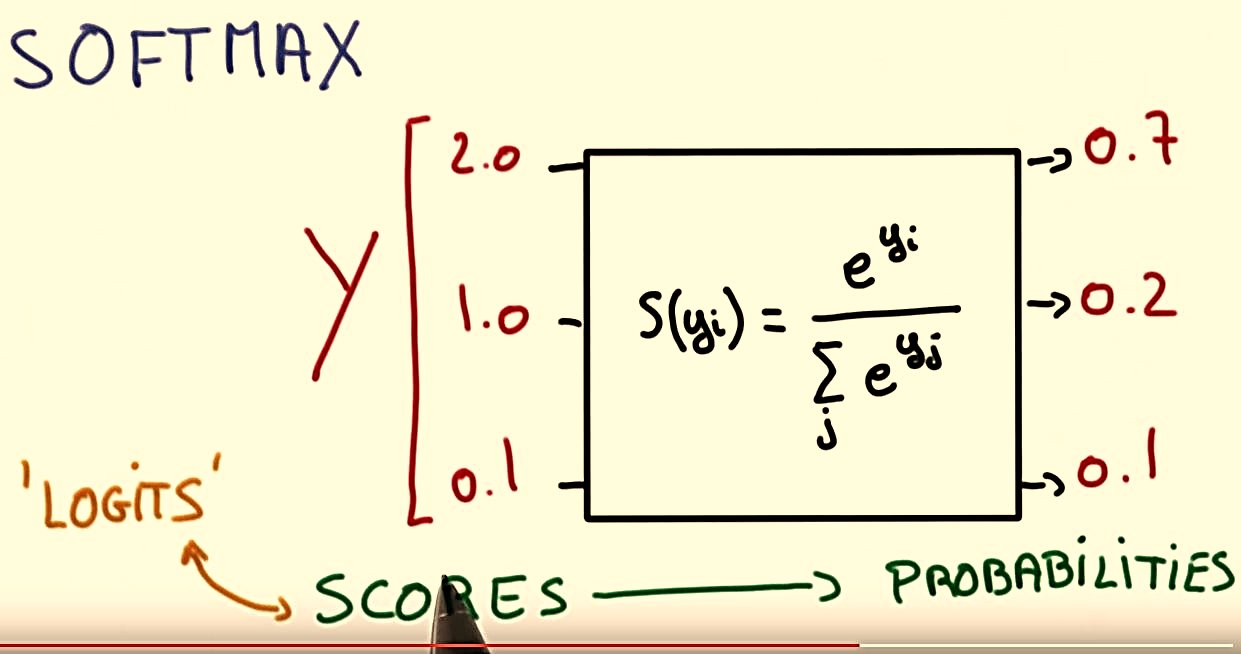 SOFTMAX
Y
2.0
1.0
0.1
S(yi) = e^yi / ∑j e^yj
0.7
0.2
0.1
'LOGiTS'
SCORES → PROBABiLiTiES